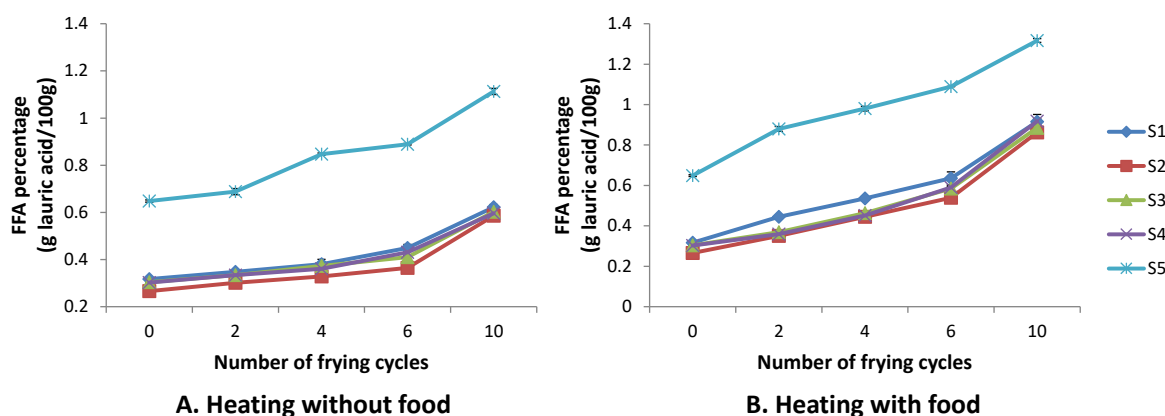 FFA percentage
(g lauric acid/100g)
1.4
1.2
1
0.8
0.6
0.4
0.2
0 2 4 6 10
Number of frying cycles
A. Heating without food
FFA percentage
(g lauric acid/100g)
1.4
1.2
1
0.8
0.6
0.4
0.2
0
0 2 4 6 10
Number of frying cycles
B. Heating with food
S1
S2
S3
S4
S5